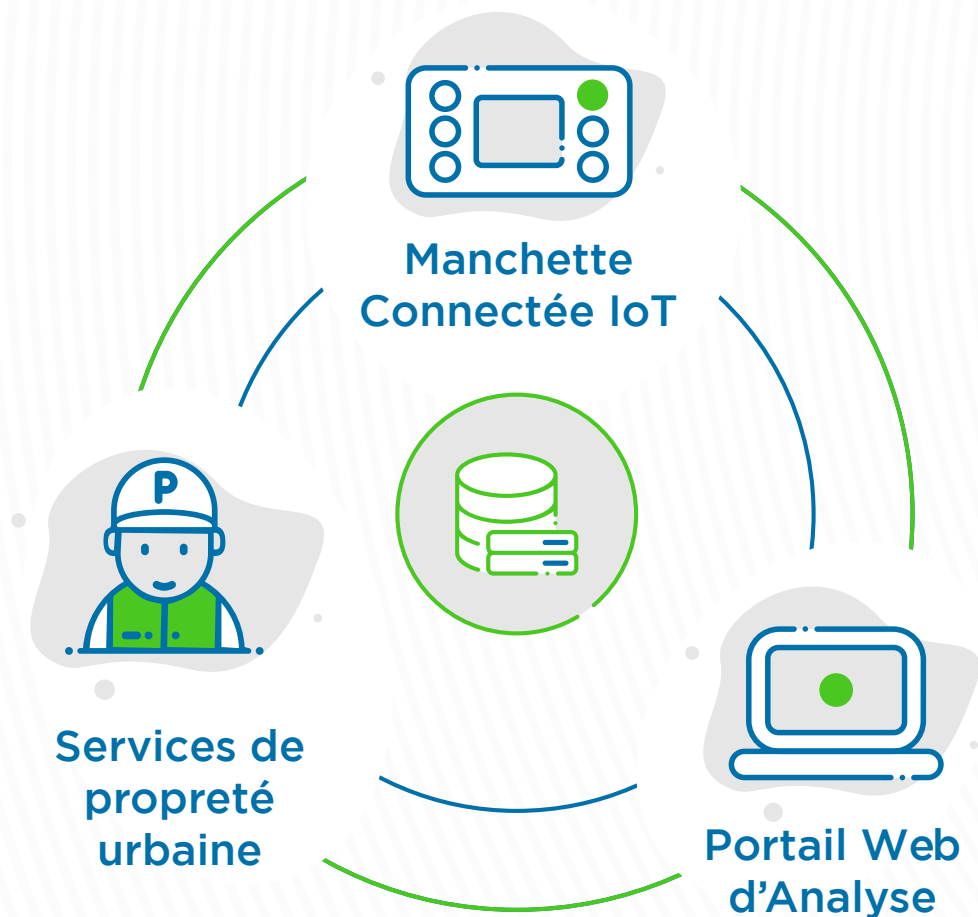 Manchette
Connectée IoT
P
Services de
propreté
urbaine
Portail Web
d'Analyse